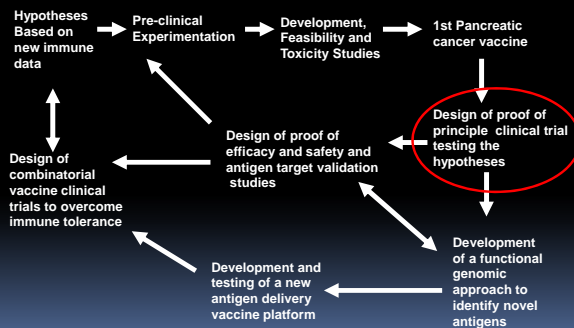 Hypotheses
Based on
new immune
data
Pre-clinical
Experimentation
Development,
Feasibility and
Toxicity Studies
1st Pancreatic
cancer vaccine
Design of proof of
principle clinical trial
testing the
hypotheses
Design of proof of
efficacy and safety and
antigen target validation
studies
Design of
combinatorial
vaccine clinical
trials to overcome
immune tolerance
Development
of a functional
genomic
approach to
identify novel
antigens
Development and
testing of a new
antigen delivery
vaccine platform